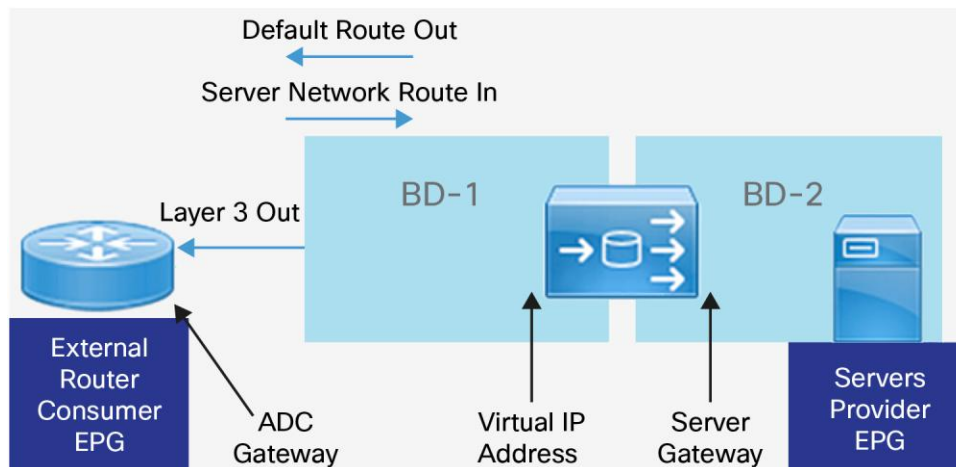 Default Route Out
Server Network Route In
BD-1
BD-2
Layer 3 Out
External
Router
Consumer
EPG
ADC
Gateway
Virtual IP
Address
Server
Gateway
Servers
Provider
EPG